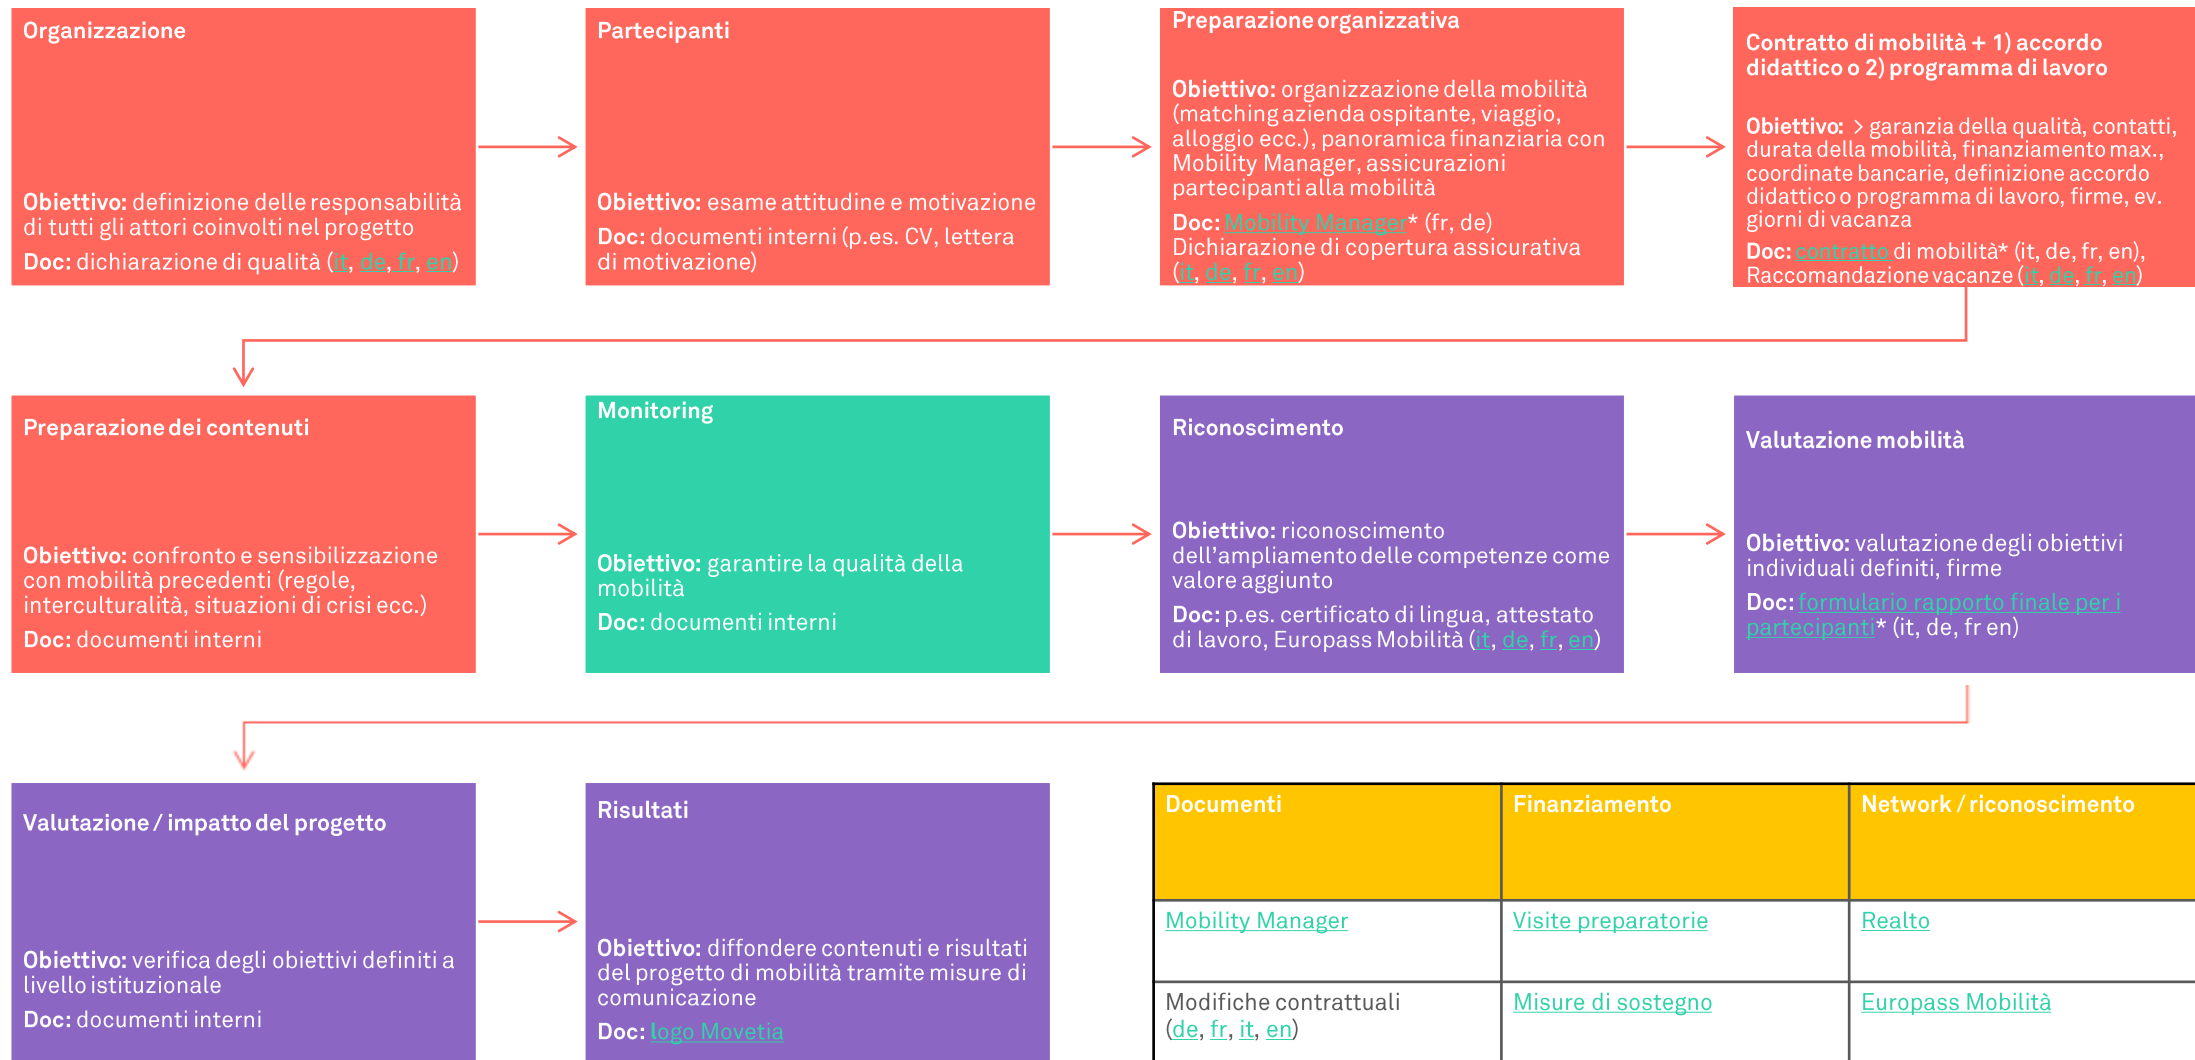 Organizzazione
Obiettivo: definizione delle responsabilità
di tutti gli attori coinvolti nel progetto
Doc: dichiarazione di qualità (it, de, fr, en)
Partecipanti
Obiettivo: esame attitudine e motivazione
Doc: documenti interni (p.es. CV, lettera
di motivazione)
Preparazione organizzativa
Obiettivo: organizzazione della mobilità
(matching azienda ospitante, viaggio,
alloggio ecc.), panoramica finanziaria con
Mobility Manager, assicurazioni
partecipanti alla mobilità
Doc: Mobility Manager* (fr, de)
Dichiarazione di copertura assicurativa
(it, de, fr, en)
Contratto di mobilità + 1) accordo
didattico o 2) programma di lavoro
Obiettivo: > garanzia della qualità, contatti,
durata della mobilità, finanziamento max.,
coordinate bancarie, definizione accordo
didattico o programma di lavoro, firme, ev.
giorni di vacanza
Doc: contratto di mobilità* (it, de, fr, en),
Raccomandazione vacanze (it, de, fr, en)
Preparazione dei contenuti
Obiettivo: confronto e sensibilizzazione
con mobilità precedenti (regole,
interculturalità, situazioni di crisi ecc.)
Doc: documenti interni
Monitoring
Obiettivo: garantire la qualità della
mobilità
Doc: documenti interni
Riconoscimento
Obiettivo: riconoscimento
dell'ampliamento delle competenze come
valore aggiunto
Doc: p.es. certificato di lingua, attestato
di lavoro, Europass Mobilità (it, de, fr, en)
Valutazione mobilità
Obiettivo: valutazione degli obiettivi
individuali definiti, firme
Doc: formulario rapporto finale per i
partecipanti* (it, de, fr en)
Valutazione / impatto del progetto
Obiettivo: verifica degli obiettivi definiti a
livello istituzionale
Doc: documenti interni
Risultati
Obiettivo: diffondere contenuti e risultati
del progetto di mobilità tramite misure di
comunicazione
Doc: logo Movetia
Documenti
Finanziamento
Network / riconoscimento
Mobility Manager
Visite preparatorie
Realto
Modifiche contrattuali
(de, fr, it, en)
Misure di sostegno
Europass Mobilità